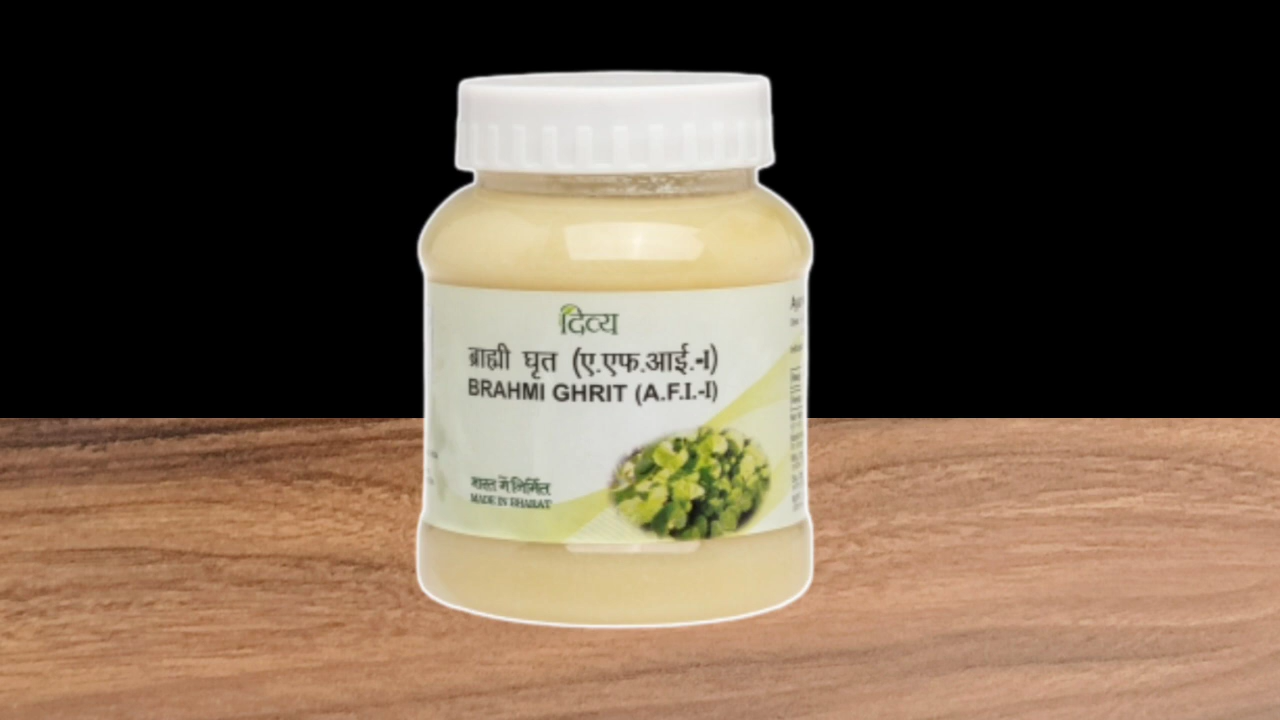 दिव्य
ब्राह्मी घृत (ए.एफ.आई.-I)
BRAHMI GHRIT (A.F.I.-I)
भारत में निर्मित
MADE IN BHARAT